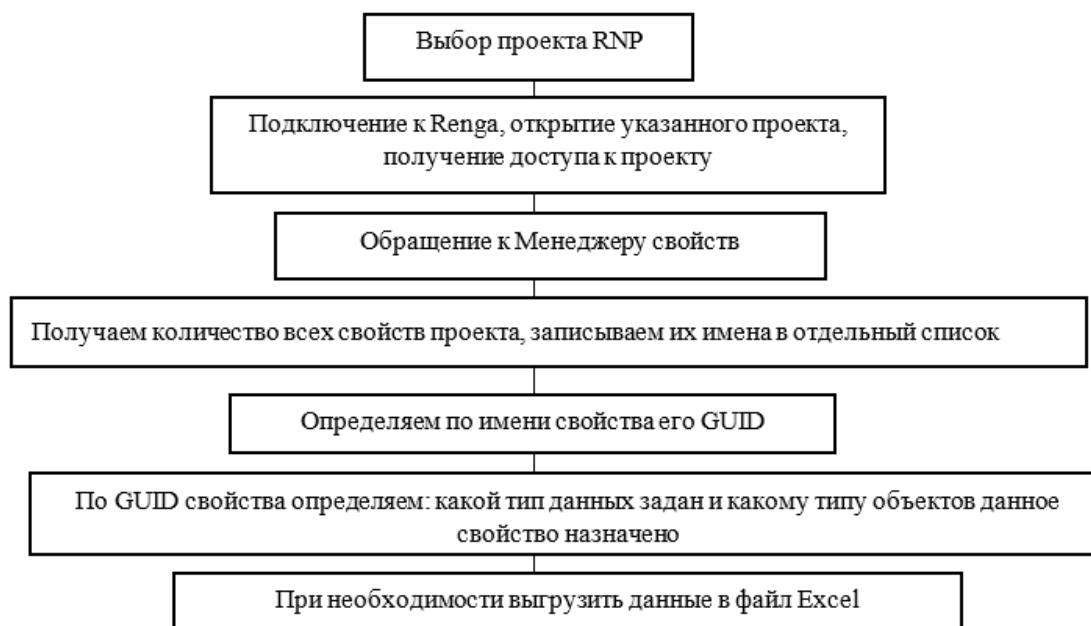 Выбор проекта RNP
Подключение к Renga, открытие указанного проекта,
получение доступа к проекту
Обращение к Менеджеру свойств
Получаем количество всех свойств проекта, записываем их имена в отдельный список
Определяем по имени свойства его GUID
По GUID свойства определяем: какой тип данных задан и какому типу объектов данное
свойство назначено
При необходимости выгрузить данные в файл Excel